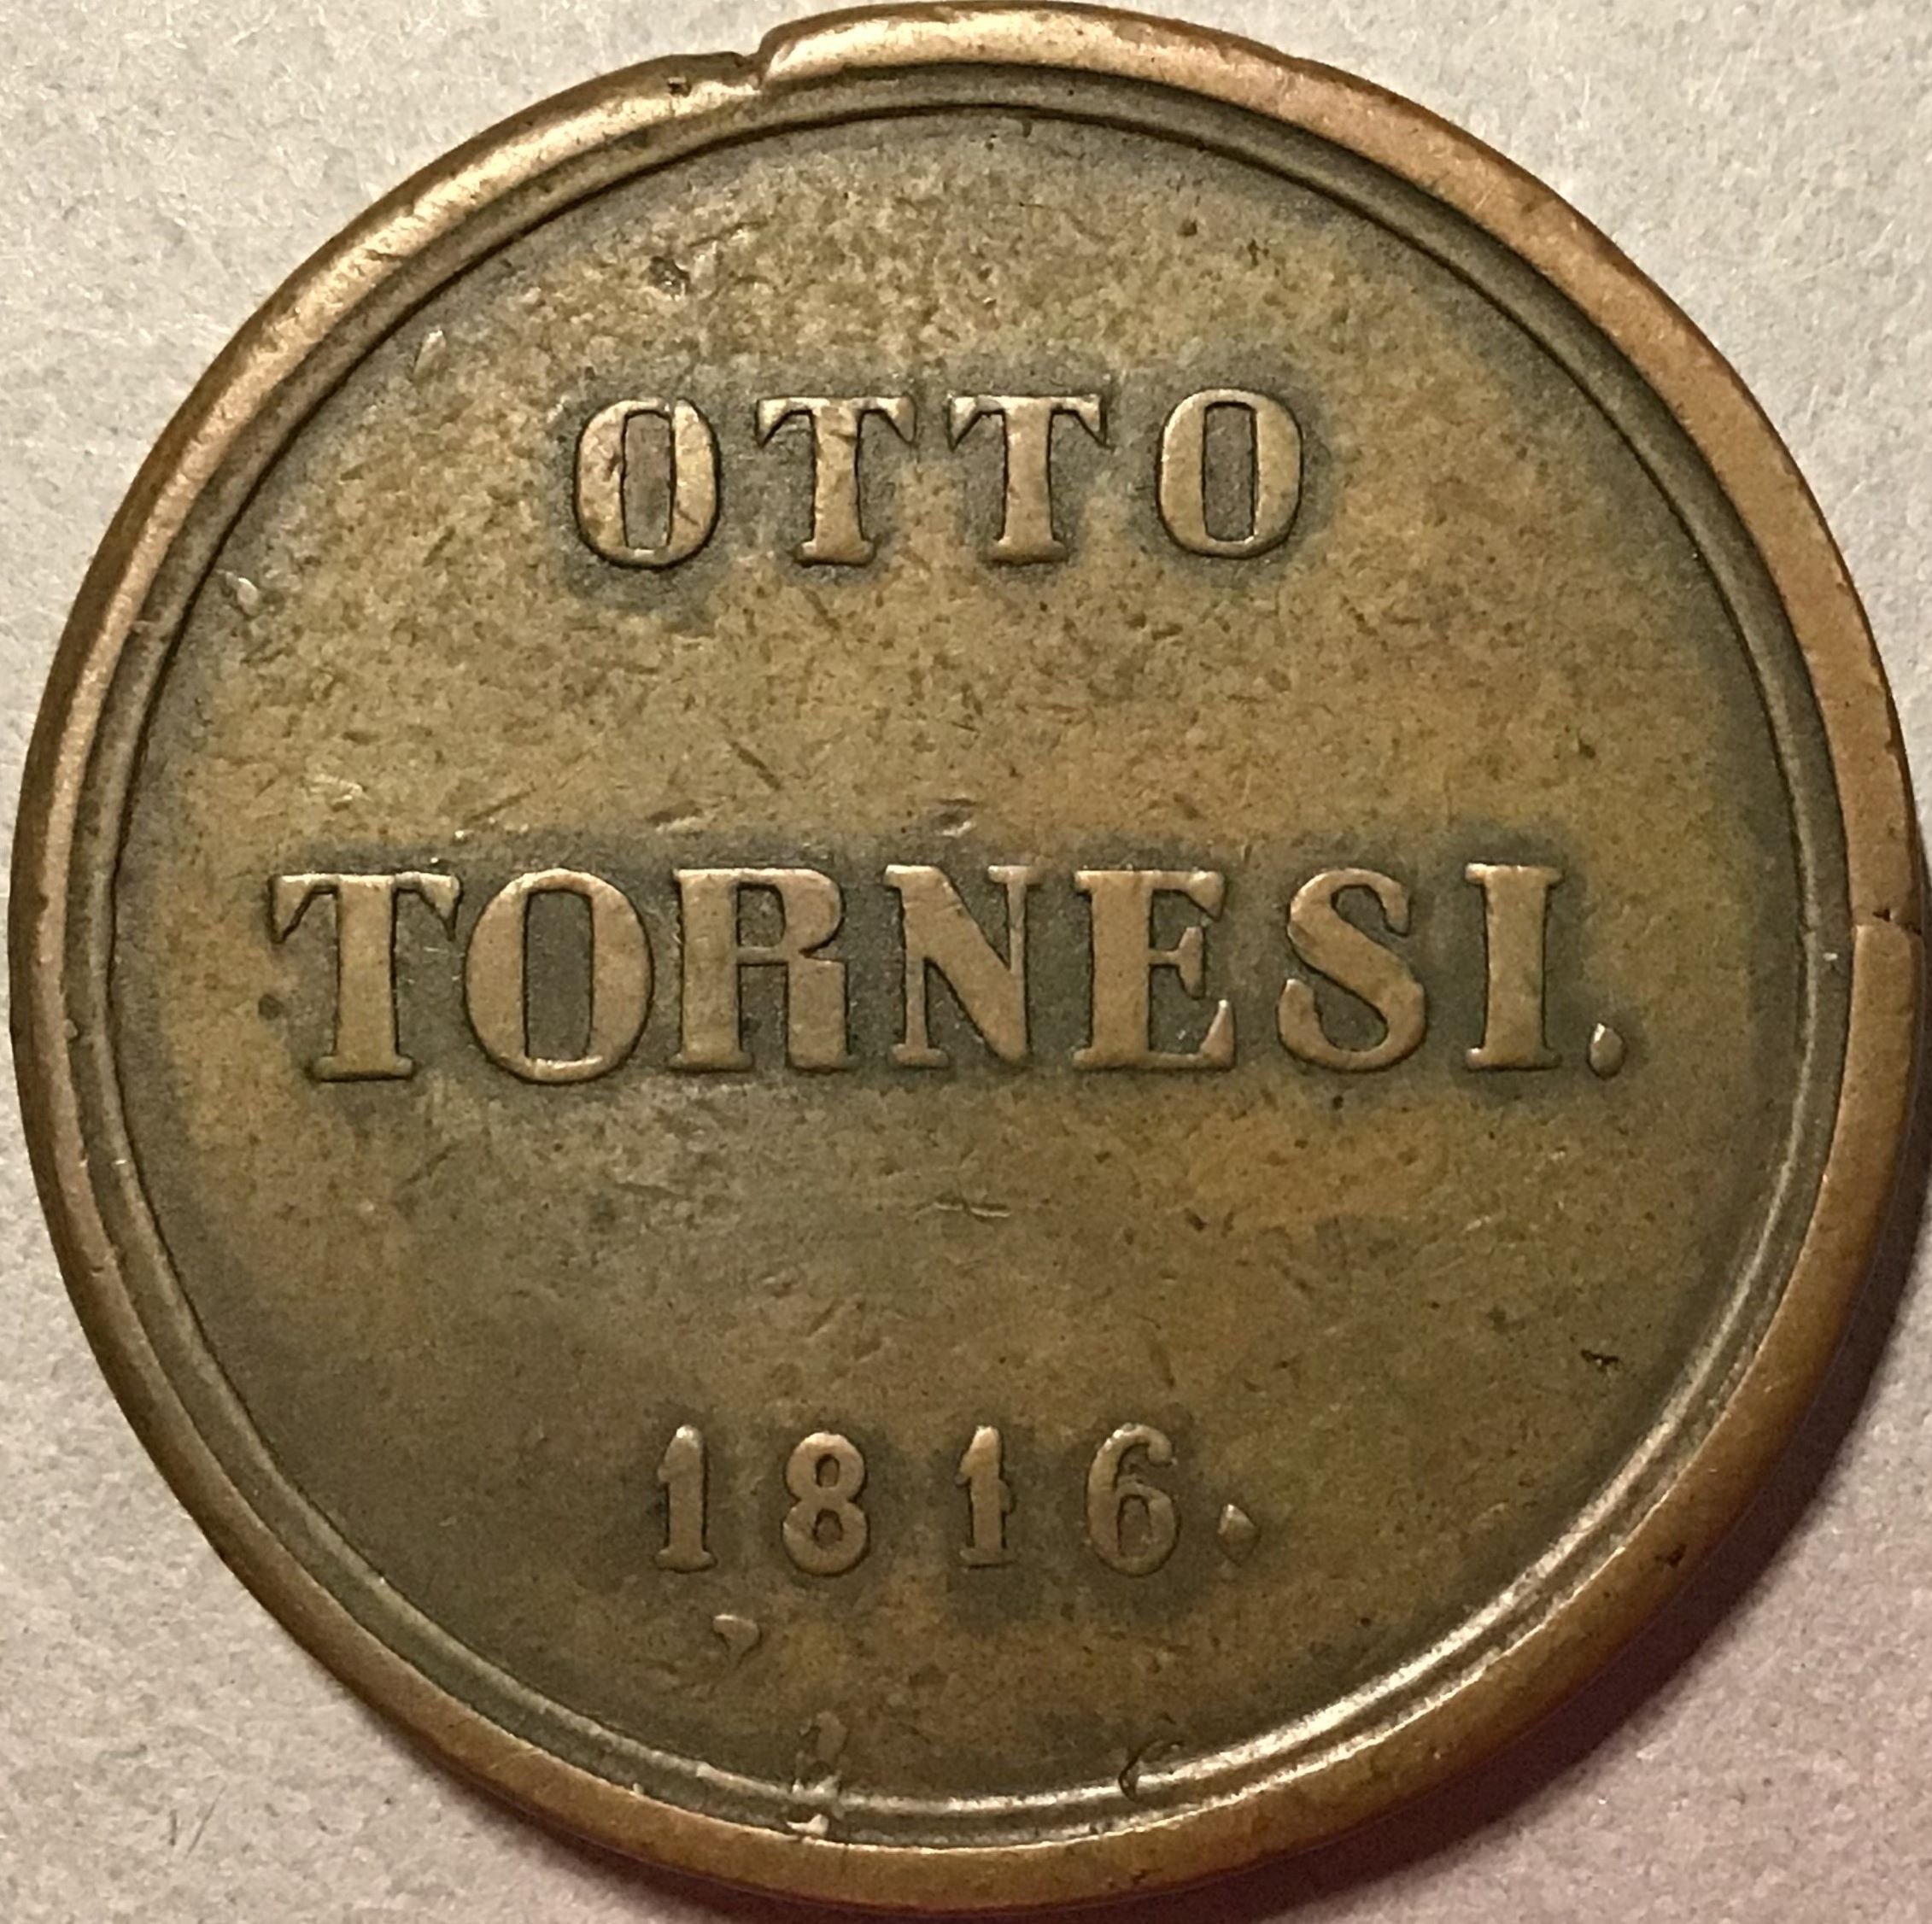 OTTO
TORNESI.
1816.